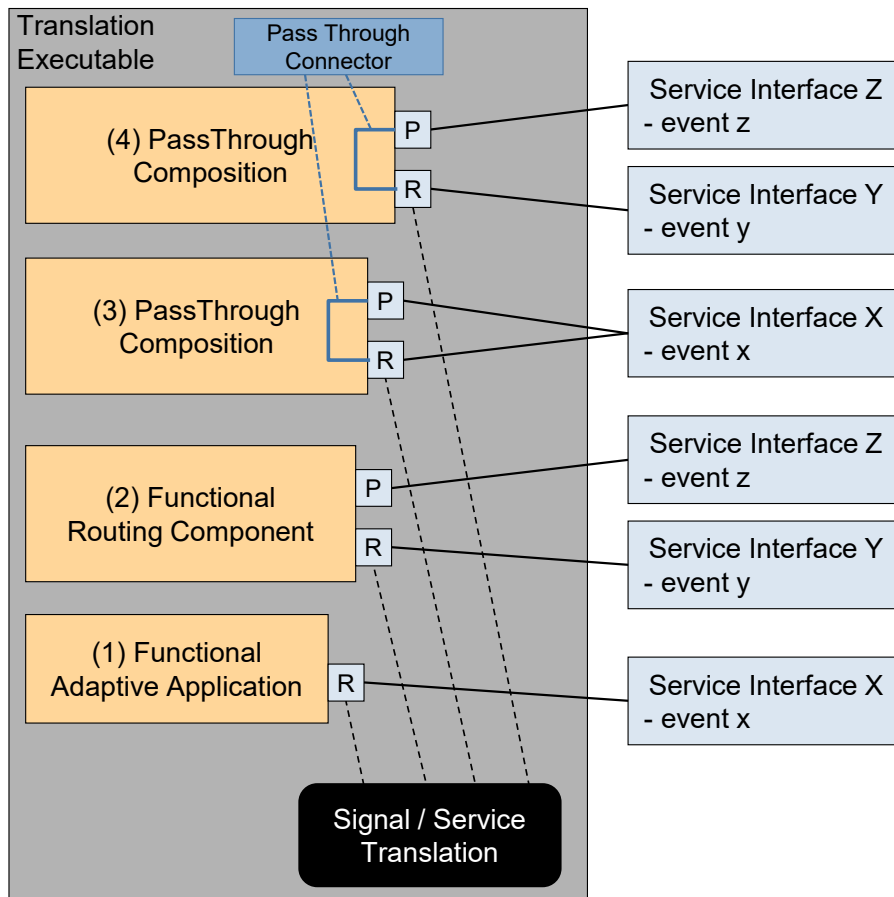 Translation
Executable
Pass Through
Connector
(4) PassThrough
Composition
P
R
Service Interface Z
- event z
Service Interface Y
- event y
(3) PassThrough
Composition
P
R
Service Interface X
- event x
(2) Functional
Routing Component
P
R
Service Interface Z
- event z
Service Interface Y
- event y
(1) Functional
Adaptive Application
R
Service Interface X
- event x
Signal / Service
Translation